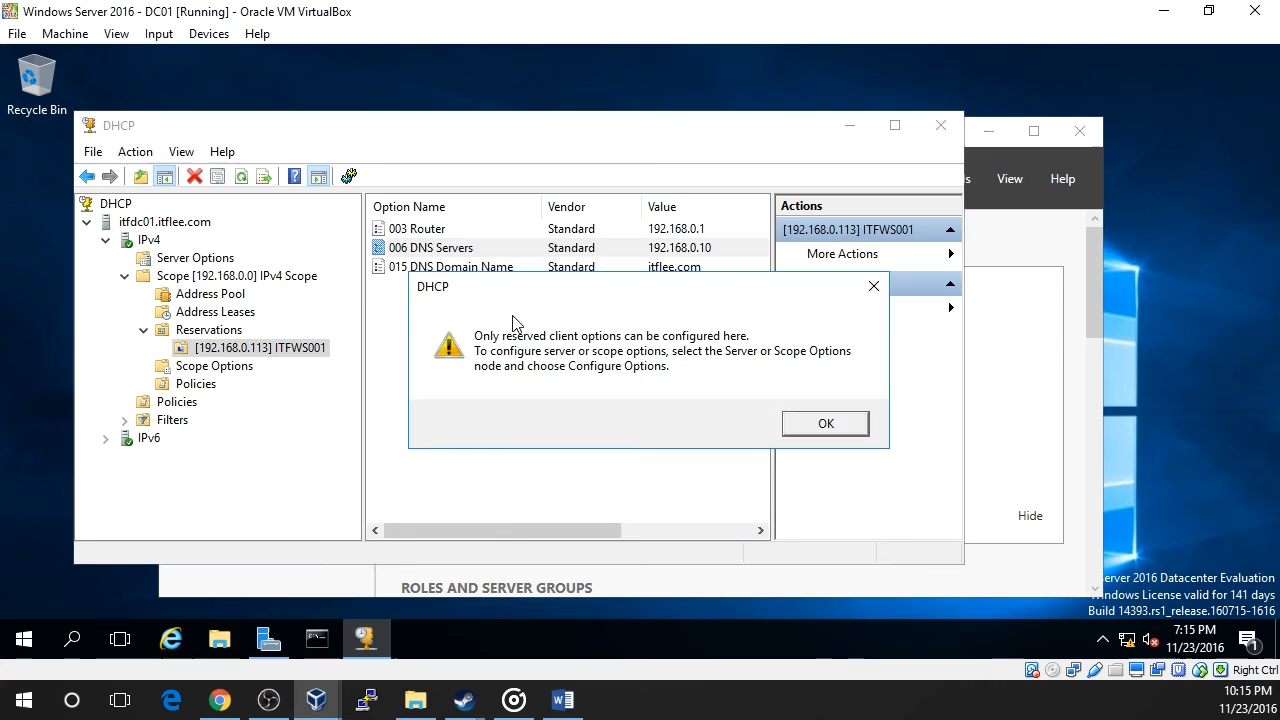 Windows Server 2016 - DC01 [Running] - Oracle VM VirtualBox
File Machine View Input Devices Help
Recycle Bin
DHCP
File Action View Help
s View Help
DHCP
itfdc01.itflee.com
IPv4
Server Options
Scope [192.168.0.0] IPv4 Scope
Address Pool
Address Leases
Reservations
[192.168.0.113] ITFWS001
Scope Options
Policies
Policies
Filters
IPv6
Option Name Vendor Value
003 Router Standard 192.168.0.1
006 DNS Servers Standard 192.168.0.10
015 DNS Domain Name Standard itflee.com
Actions
[192.168.0.113] ITFWS001
More Actions
DHCP
Only reserved client options can be configured here.
To configure server or scope options, select the Server or Scope Options
node and choose Configure Options.
OK
Hide
ROLES AND SERVER GROUPS
erver 2016 Datacenter Evaluation
Windows License valid for 141 days
Build 14393.rs1_release.160715-1616
7:15 PM
11/23/2016
1
Right Ctrl
10:15 PM
11/23/2016